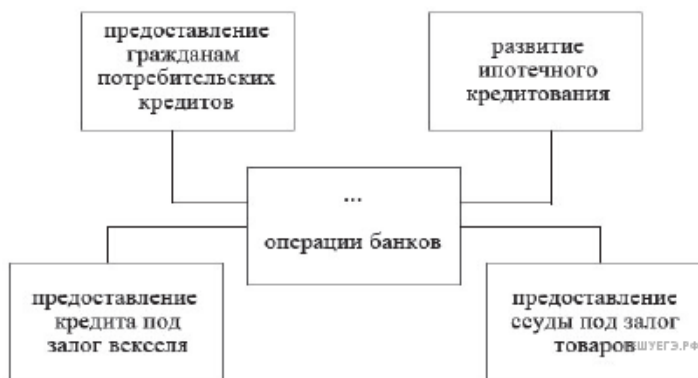 предоставление
гражданам
потребительских
кредитов
развитие
ипотечного
кредитования
...
операции банков
предоставление
кредита под
залог векселя
предоставление
ссуды под залог
товаров